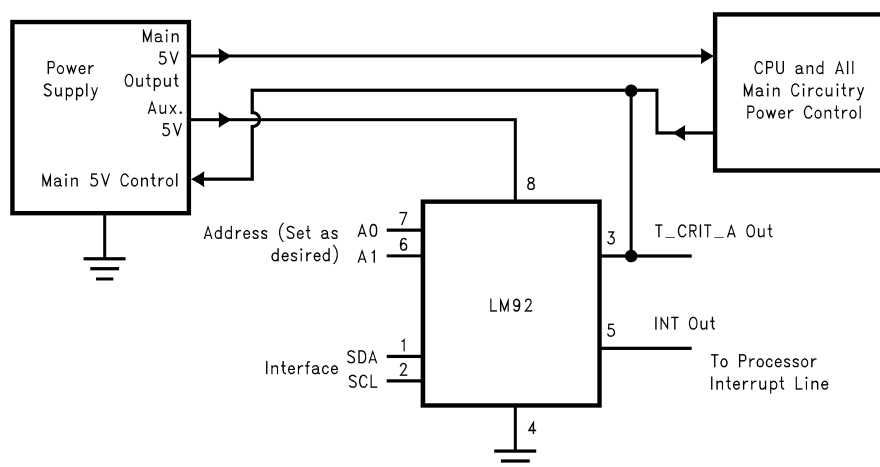 Main
5V
Output
Power
Supply
Aux.
5V
Main 5V Control
CPU and All
Main Circuitry
Power Control
8
Address (Set as
desired)
A0
7
A1
6
3
T_CRIT_A Out
LM92
5
INT Out
Interface
SDA
1
SCL
2
To Processor
Interrupt Line
4